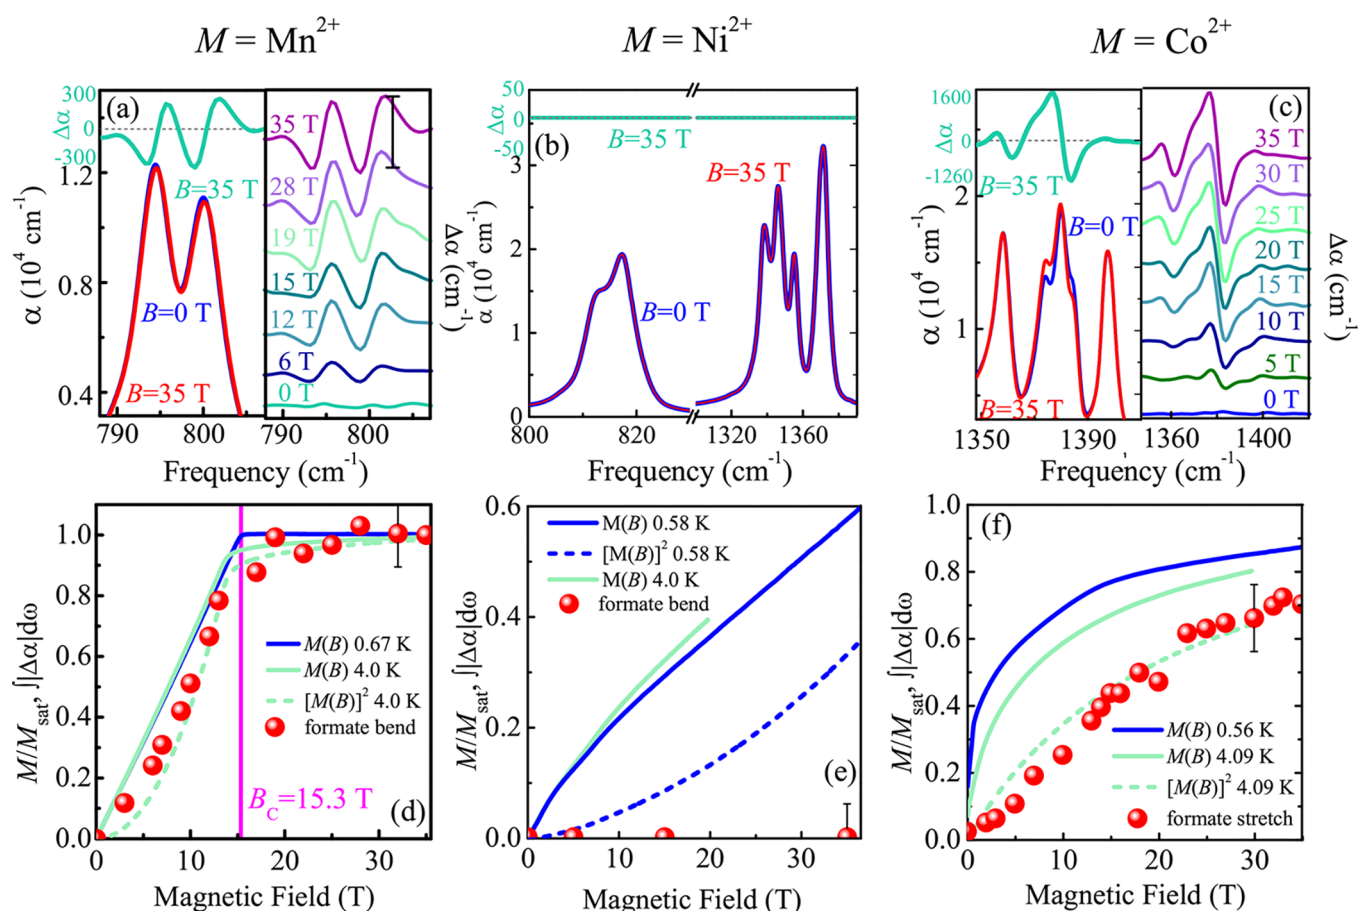 M = Mn2+
M = Ni2+
M = Co2+
(a)
300
0
-300
Δα
B=35 T
1.2
0.8
0.4
α (10^4 cm^-1)
B=0 T
B=35 T
790
800
35 T
28 T
19 T
15 T
12 T
6 T
0 T
790
800
Δα (cm^-1)
Frequency (cm^-1)
(b)
50
-50
Δα
B=35 T
3
2
1
0
α (10^4 cm^-1)
B=35 T
B=0 T
800
820
1320
1360
Frequency (cm^-1)
(c)
1600
0
-1260
Δα
B=35 T
2
1
α (10^4 cm^-1)
B=0 T
B=35 T
1350
1390
35 T
30 T
25 T
20 T
15 T
10 T
5 T
0 T
1360
1400
Δα (cm^-1)
Frequency (cm^-1)
(d)
1.0
0.8
0.6
0.4
0.2
0.0
M/M_sat, ∫|Δα|dω
M(B) 0.67 K
M(B) 4.0 K
[M(B)]^2 4.0 K
formate bend
B_C=15.3 T
0
10
20
30
Magnetic Field (T)
(e)
0.6
0.4
0.2
0.0
M/M_sat, ∫|Δα|dω
M(B) 0.58 K
[M(B)]^2 0.58 K
M(B) 4.0 K
formate bend
0
10
20
30
Magnetic Field (T)
(f)
1.0
0.8
0.6
0.4
0.2
0.0
M/M_sat, ∫|Δα|dω
M(B) 0.56 K
M(B) 4.09 K
[M(B)]^2 4.09 K
formate stretch
0
10
20
30
Magnetic Field (T)